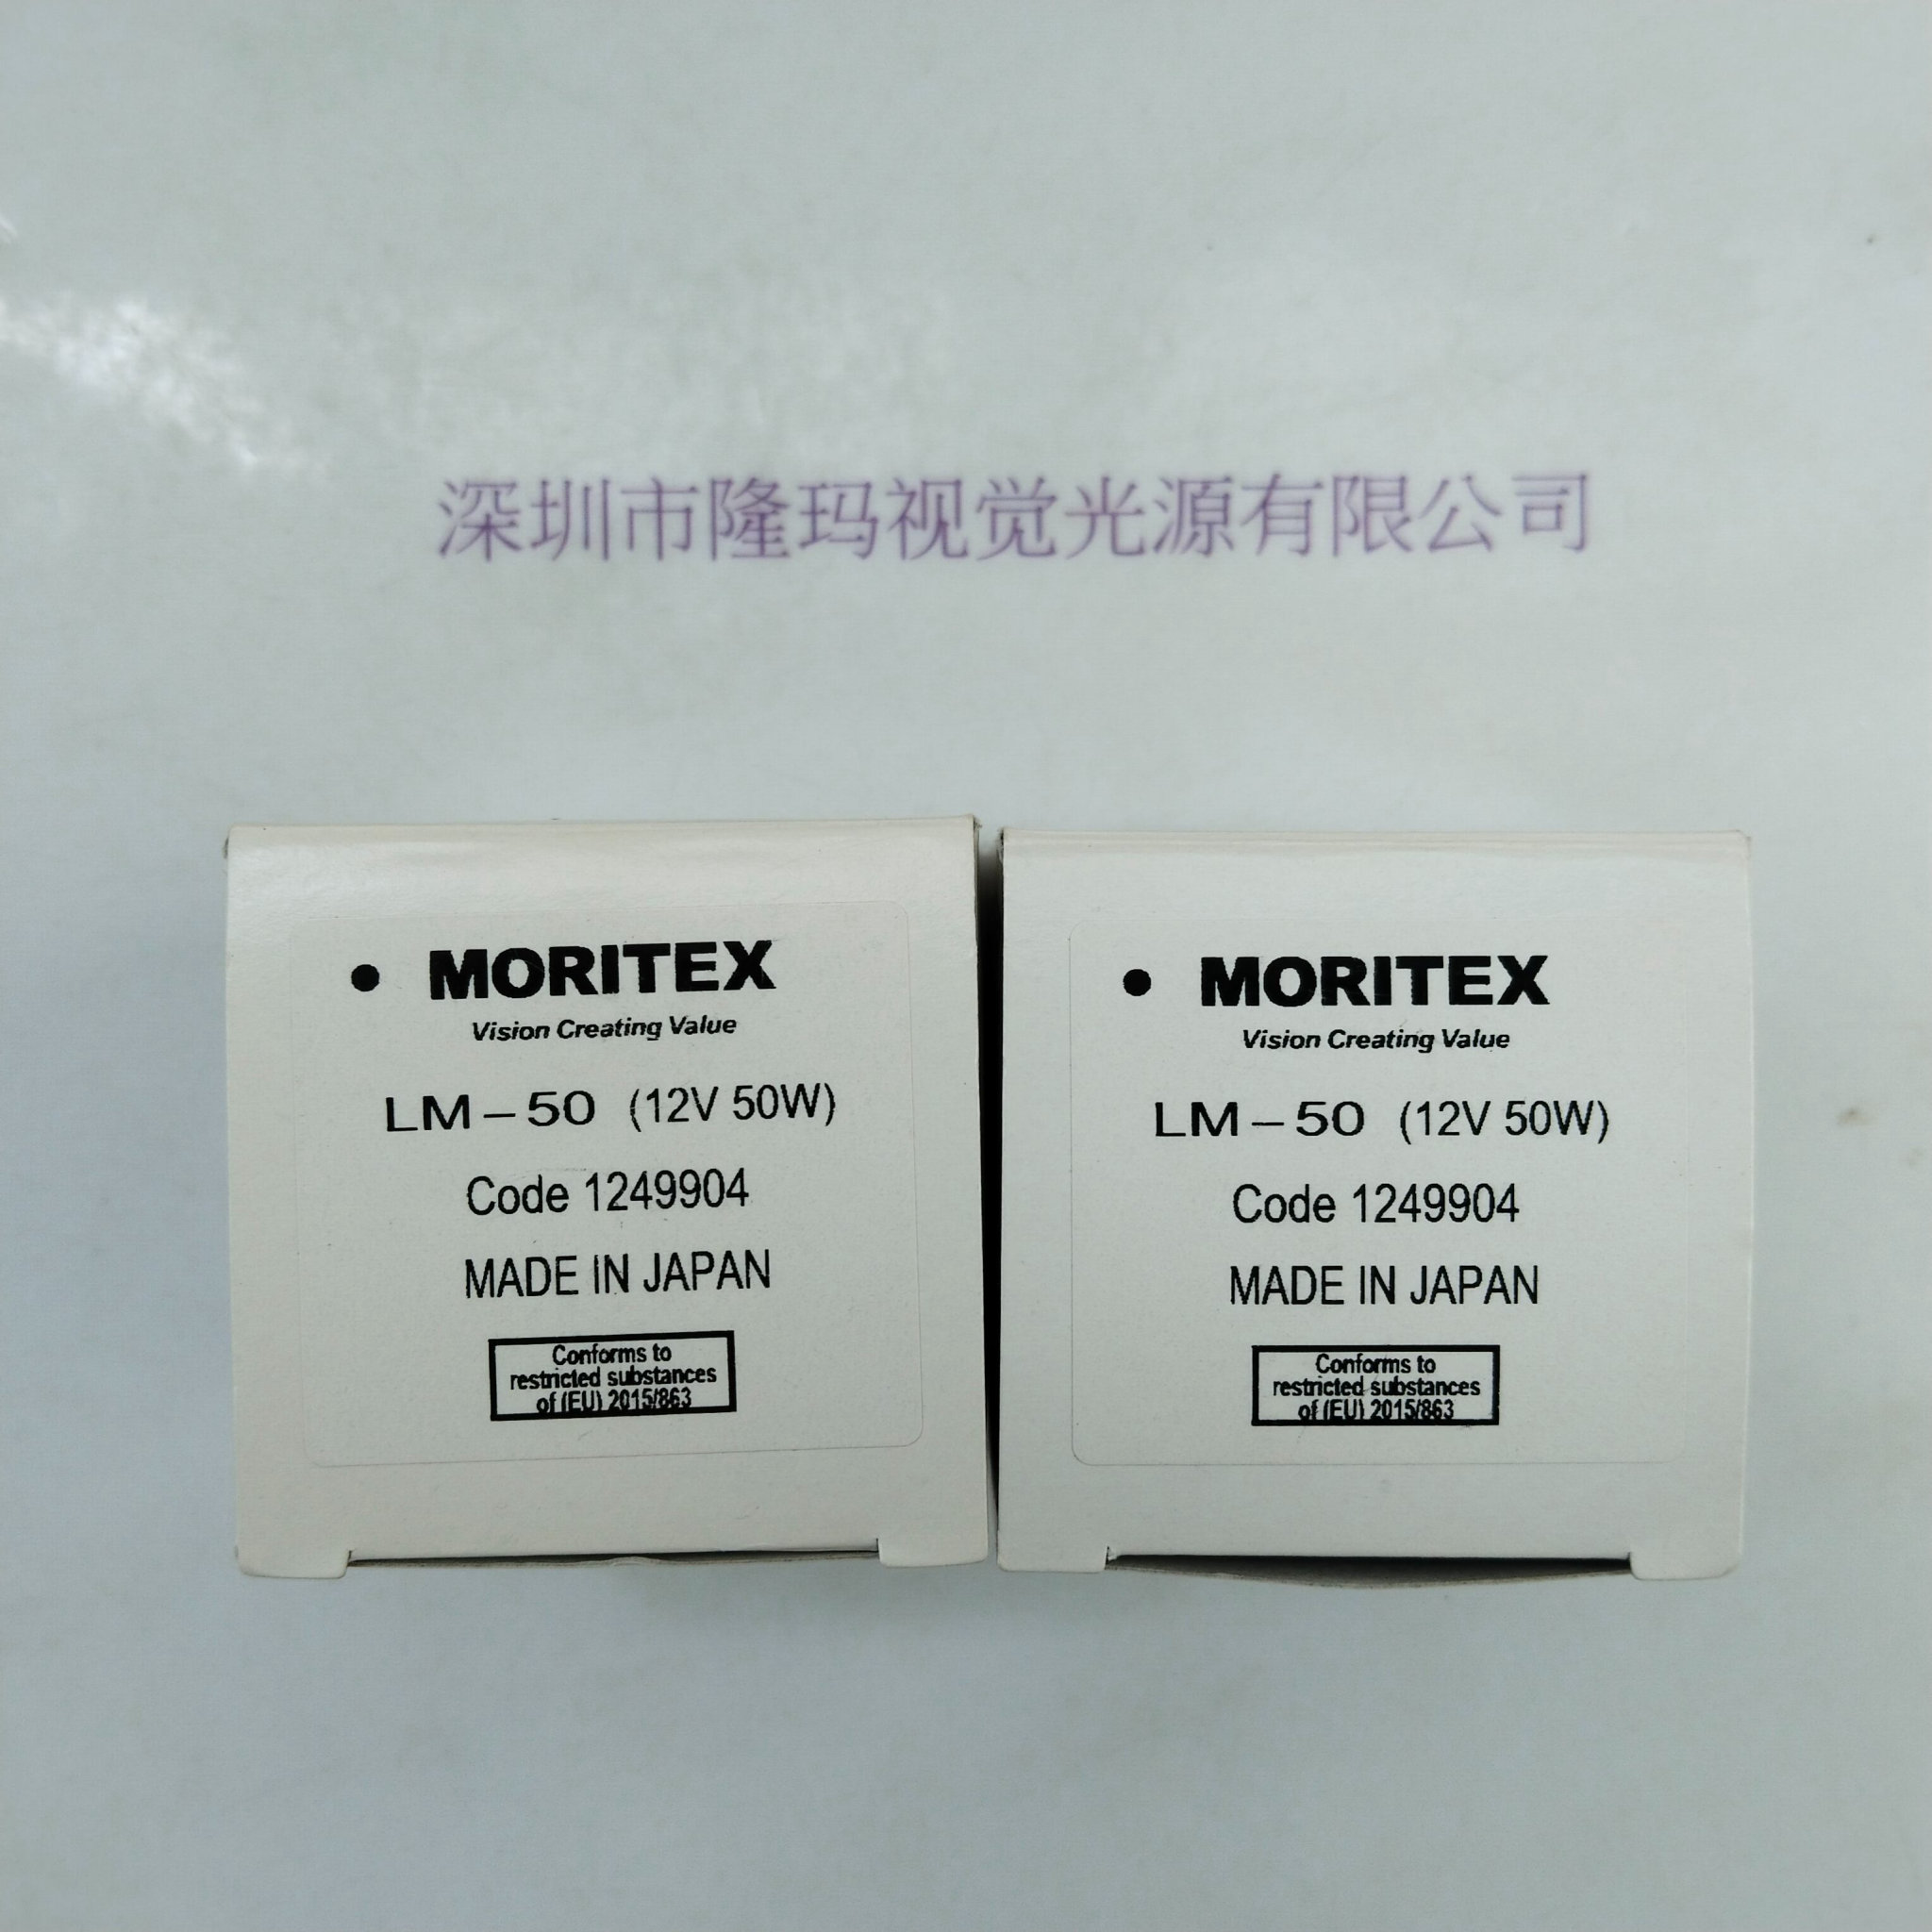 深圳市隆玛视觉光源有限公司
• MORITEX
Vision Creating Value
LM-50 (12V 50W)
Code 1249904
MADE IN JAPAN
Conforms to
restricted substances
of (EU) 2015/863
• MORITEX
Vision Creating Value
LM-50 (12V 50W)
Code 1249904
MADE IN JAPAN
Conforms to
restricted substances
of (EU) 2015/863